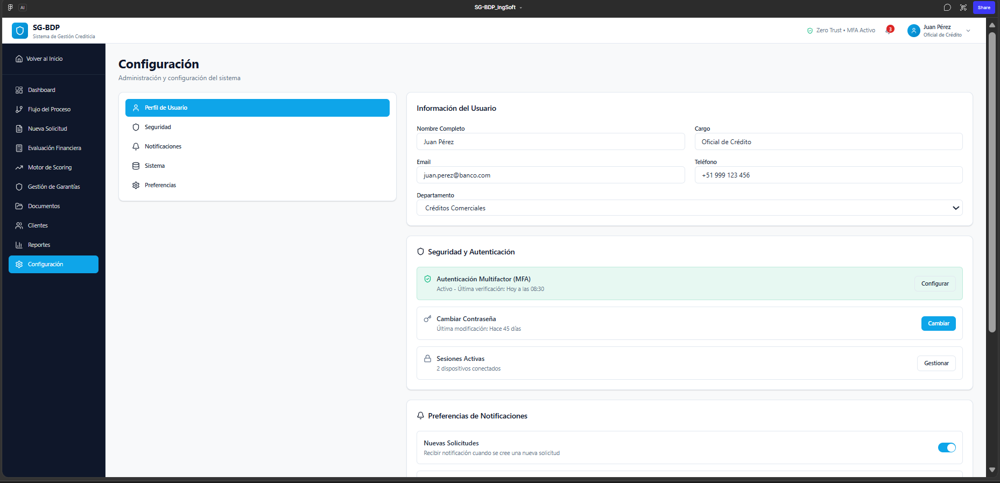 AI
SG-BDP_IngSoft
Share
SG-BDP
Sistema de Gestión Crediticia
Zero Trust • MFA Activo
3
Juan Pérez
Oficial de Crédito
Volver al Inicio
Dashboard
Flujo del Proceso
Nueva Solicitud
Evaluación Financiera
Motor de Scoring
Gestión de Garantías
Documentos
Clientes
Reportes
Configuración
Configuración
Administración y configuración del sistema
Perfil de Usuario
Seguridad
Notificaciones
Sistema
Preferencias
Información del Usuario
Nombre Completo
Juan Pérez
Cargo
Oficial de Crédito
Email
juan.perez@banco.com
Teléfono
+51 999 123 456
Departamento
Créditos Comerciales
Seguridad y Autenticación
Autenticación Multifactor (MFA)
Activo - Última verificación: Hoy a las 08:30
Configurar
Cambiar Contraseña
Última modificación: Hace 45 días
Cambiar
Sesiones Activas
2 dispositivos conectados
Gestionar
Preferencias de Notificaciones
Nuevas Solicitudes
Recibir notificación cuando se cree una nueva solicitud